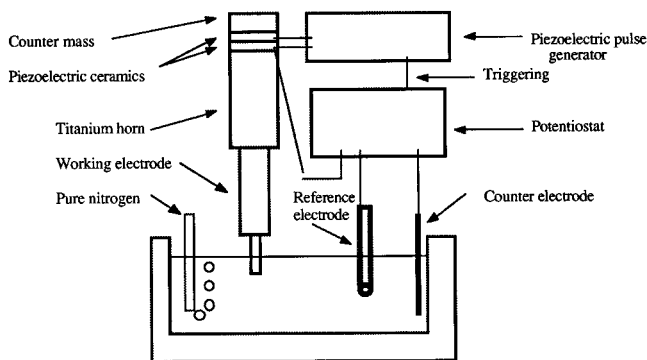 Counter mass
Piezoelectric ceramics
Piezoelectric pulse
generator
Triggering
Titanium horn
Potentiostat
Working electrode
Pure nitrogen
Reference
electrode
Counter electrode